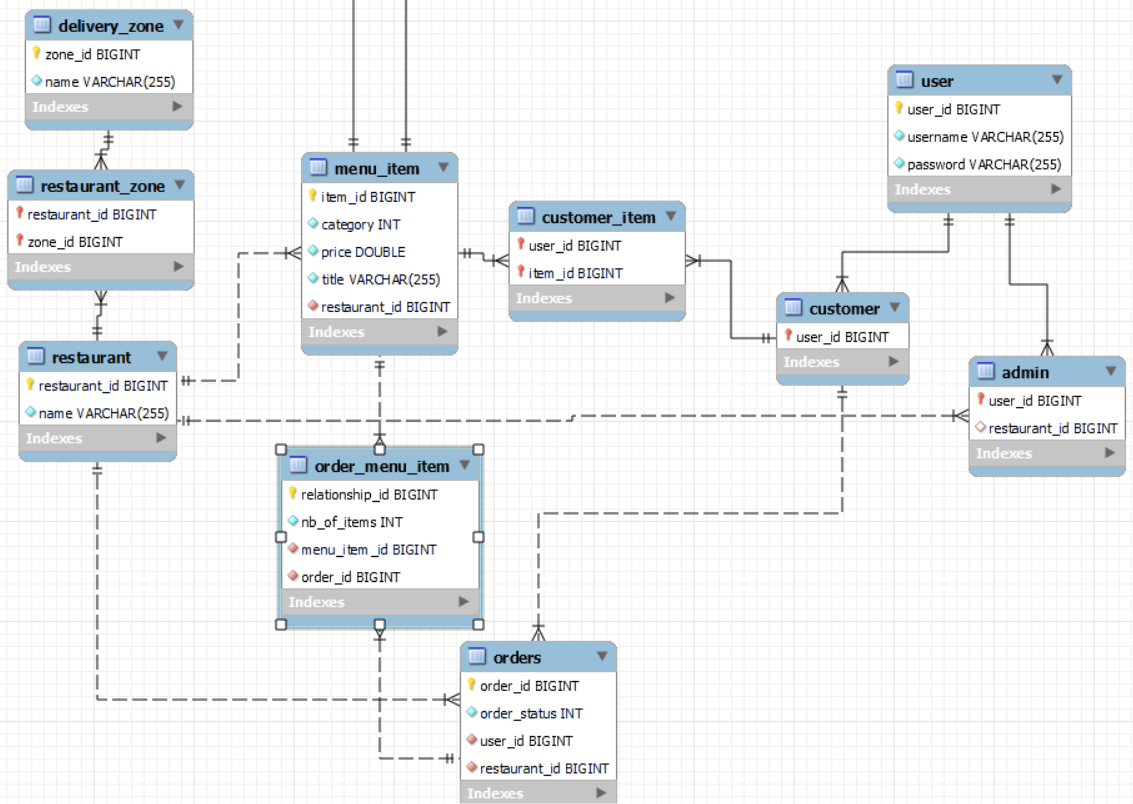 delivery_zone
zone_id BIGINT
name VARCHAR(255)
Indexes
restaurant_zone
restaurant_id BIGINT
zone_id BIGINT
Indexes
restaurant
restaurant_id BIGINT
name VARCHAR(255)
Indexes
menu_item
item_id BIGINT
category INT
price DOUBLE
title VARCHAR(255)
restaurant_id BIGINT
Indexes
customer_item
user_id BIGINT
item_id BIGINT
Indexes
user
user_id BIGINT
username VARCHAR(255)
password VARCHAR(255)
Indexes
customer
user_id BIGINT
Indexes
admin
user_id BIGINT
restaurant_id BIGINT
Indexes
order_menu_item
relationship_id BIGINT
nb_of_items INT
menu_item_id BIGINT
order_id BIGINT
Indexes
orders
order_id BIGINT
order_status INT
user_id BIGINT
restaurant_id BIGINT
Indexes